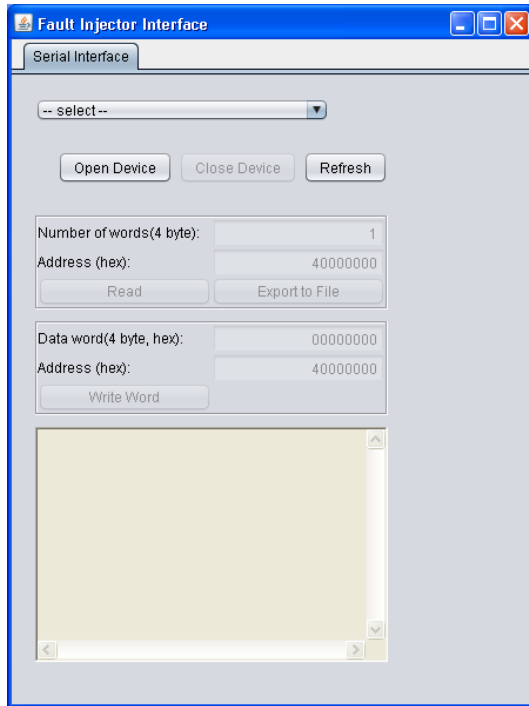 Fault Injector Interface
Serial Interface
-- select --
Open Device Close Device Refresh
Number of words(4 byte): 1
Address (hex): 40000000
Read Export to File
Data word(4 byte, hex): 00000000
Address (hex): 40000000
Write Word